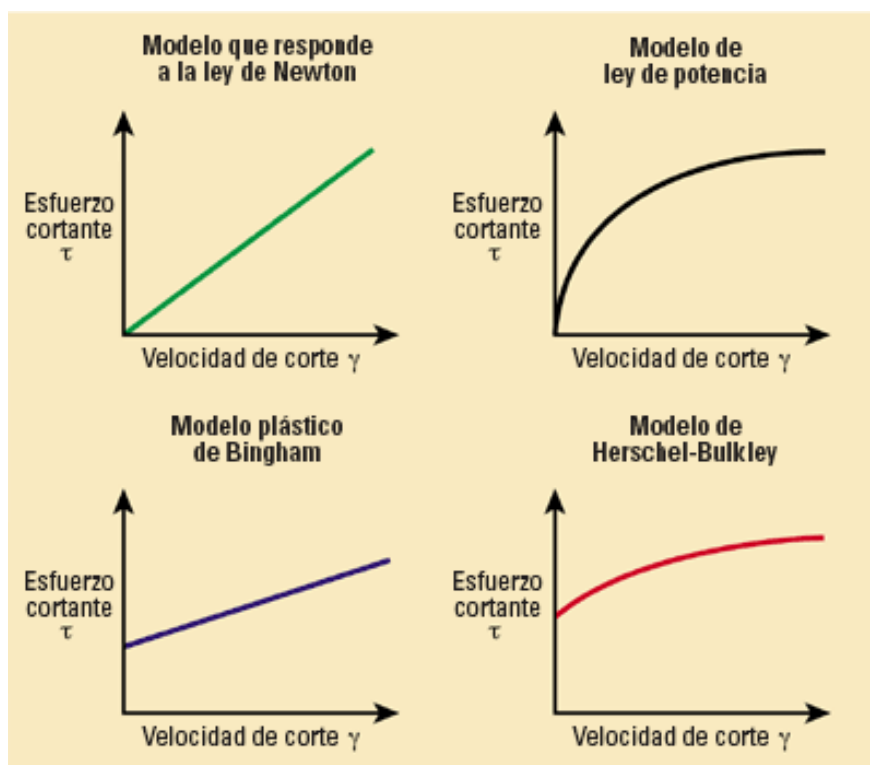 Modelo que responde
a la ley de Newton
Esfuerzo
cortante
τ
Velocidad de corte γ
Modelo de
ley de potencia
Esfuerzo
cortante
τ
Velocidad de corte γ
Modelo plástico
de Bingham
Esfuerzo
cortante
τ
Velocidad de corte γ
Modelo de
Herschel-Bulkley
Esfuerzo
cortante
τ
Velocidad de corte γ